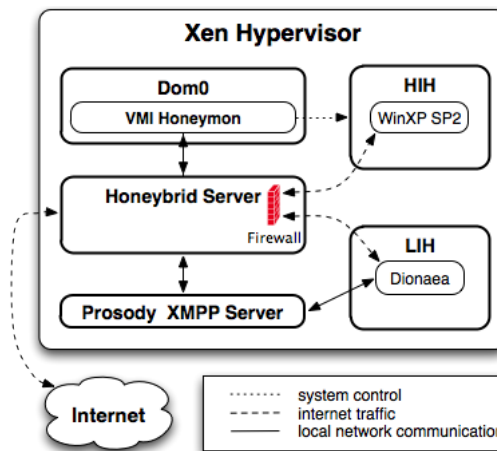 Xen Hypervisor
Dom0
VMI Honeymon
HIH
WinXP SP2
Honeybrid Server
Firewall
LIH
Dionaea
Prosody XMPP Server
Internet
system control
internet traffic
local network communication